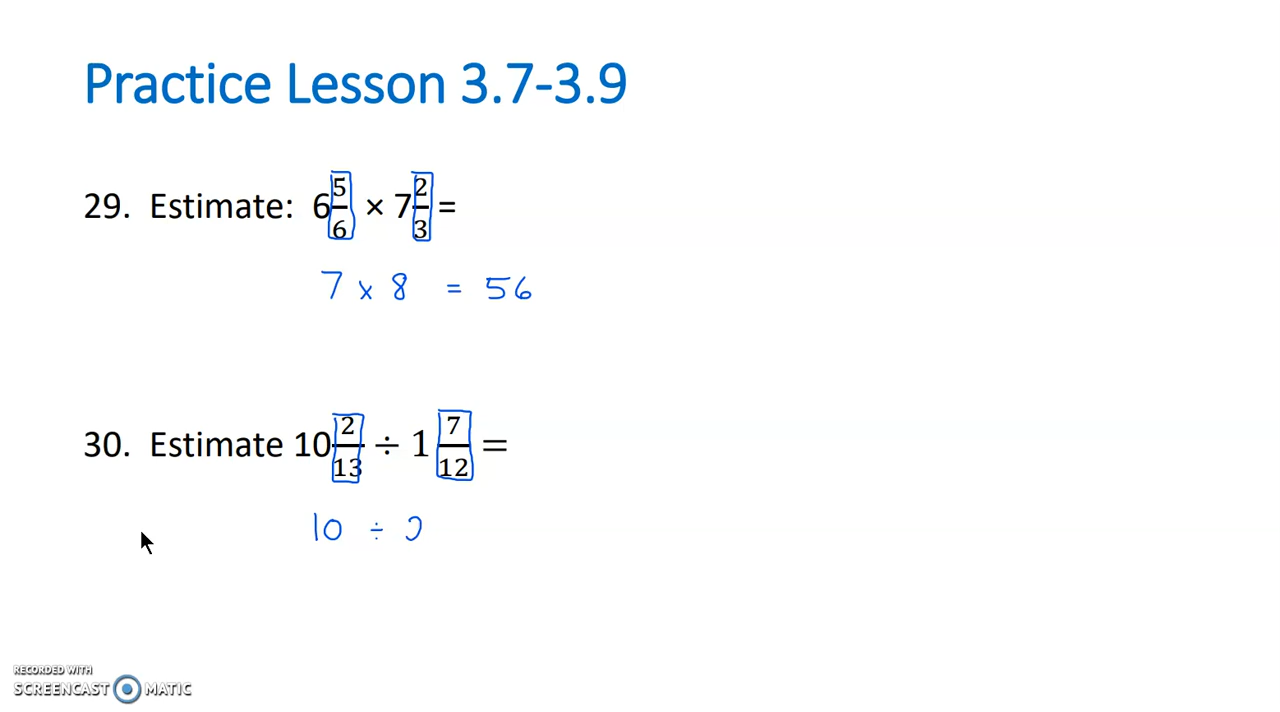 Practice Lesson 3.7-3.9
29. Estimate: 6 5/6 × 7 2/3 =
7 x 8 = 56
30. Estimate 10 2/13 ÷ 1 7/12 =
10 ÷ 2
RECORDED WITH
SCREENCAST MATIC